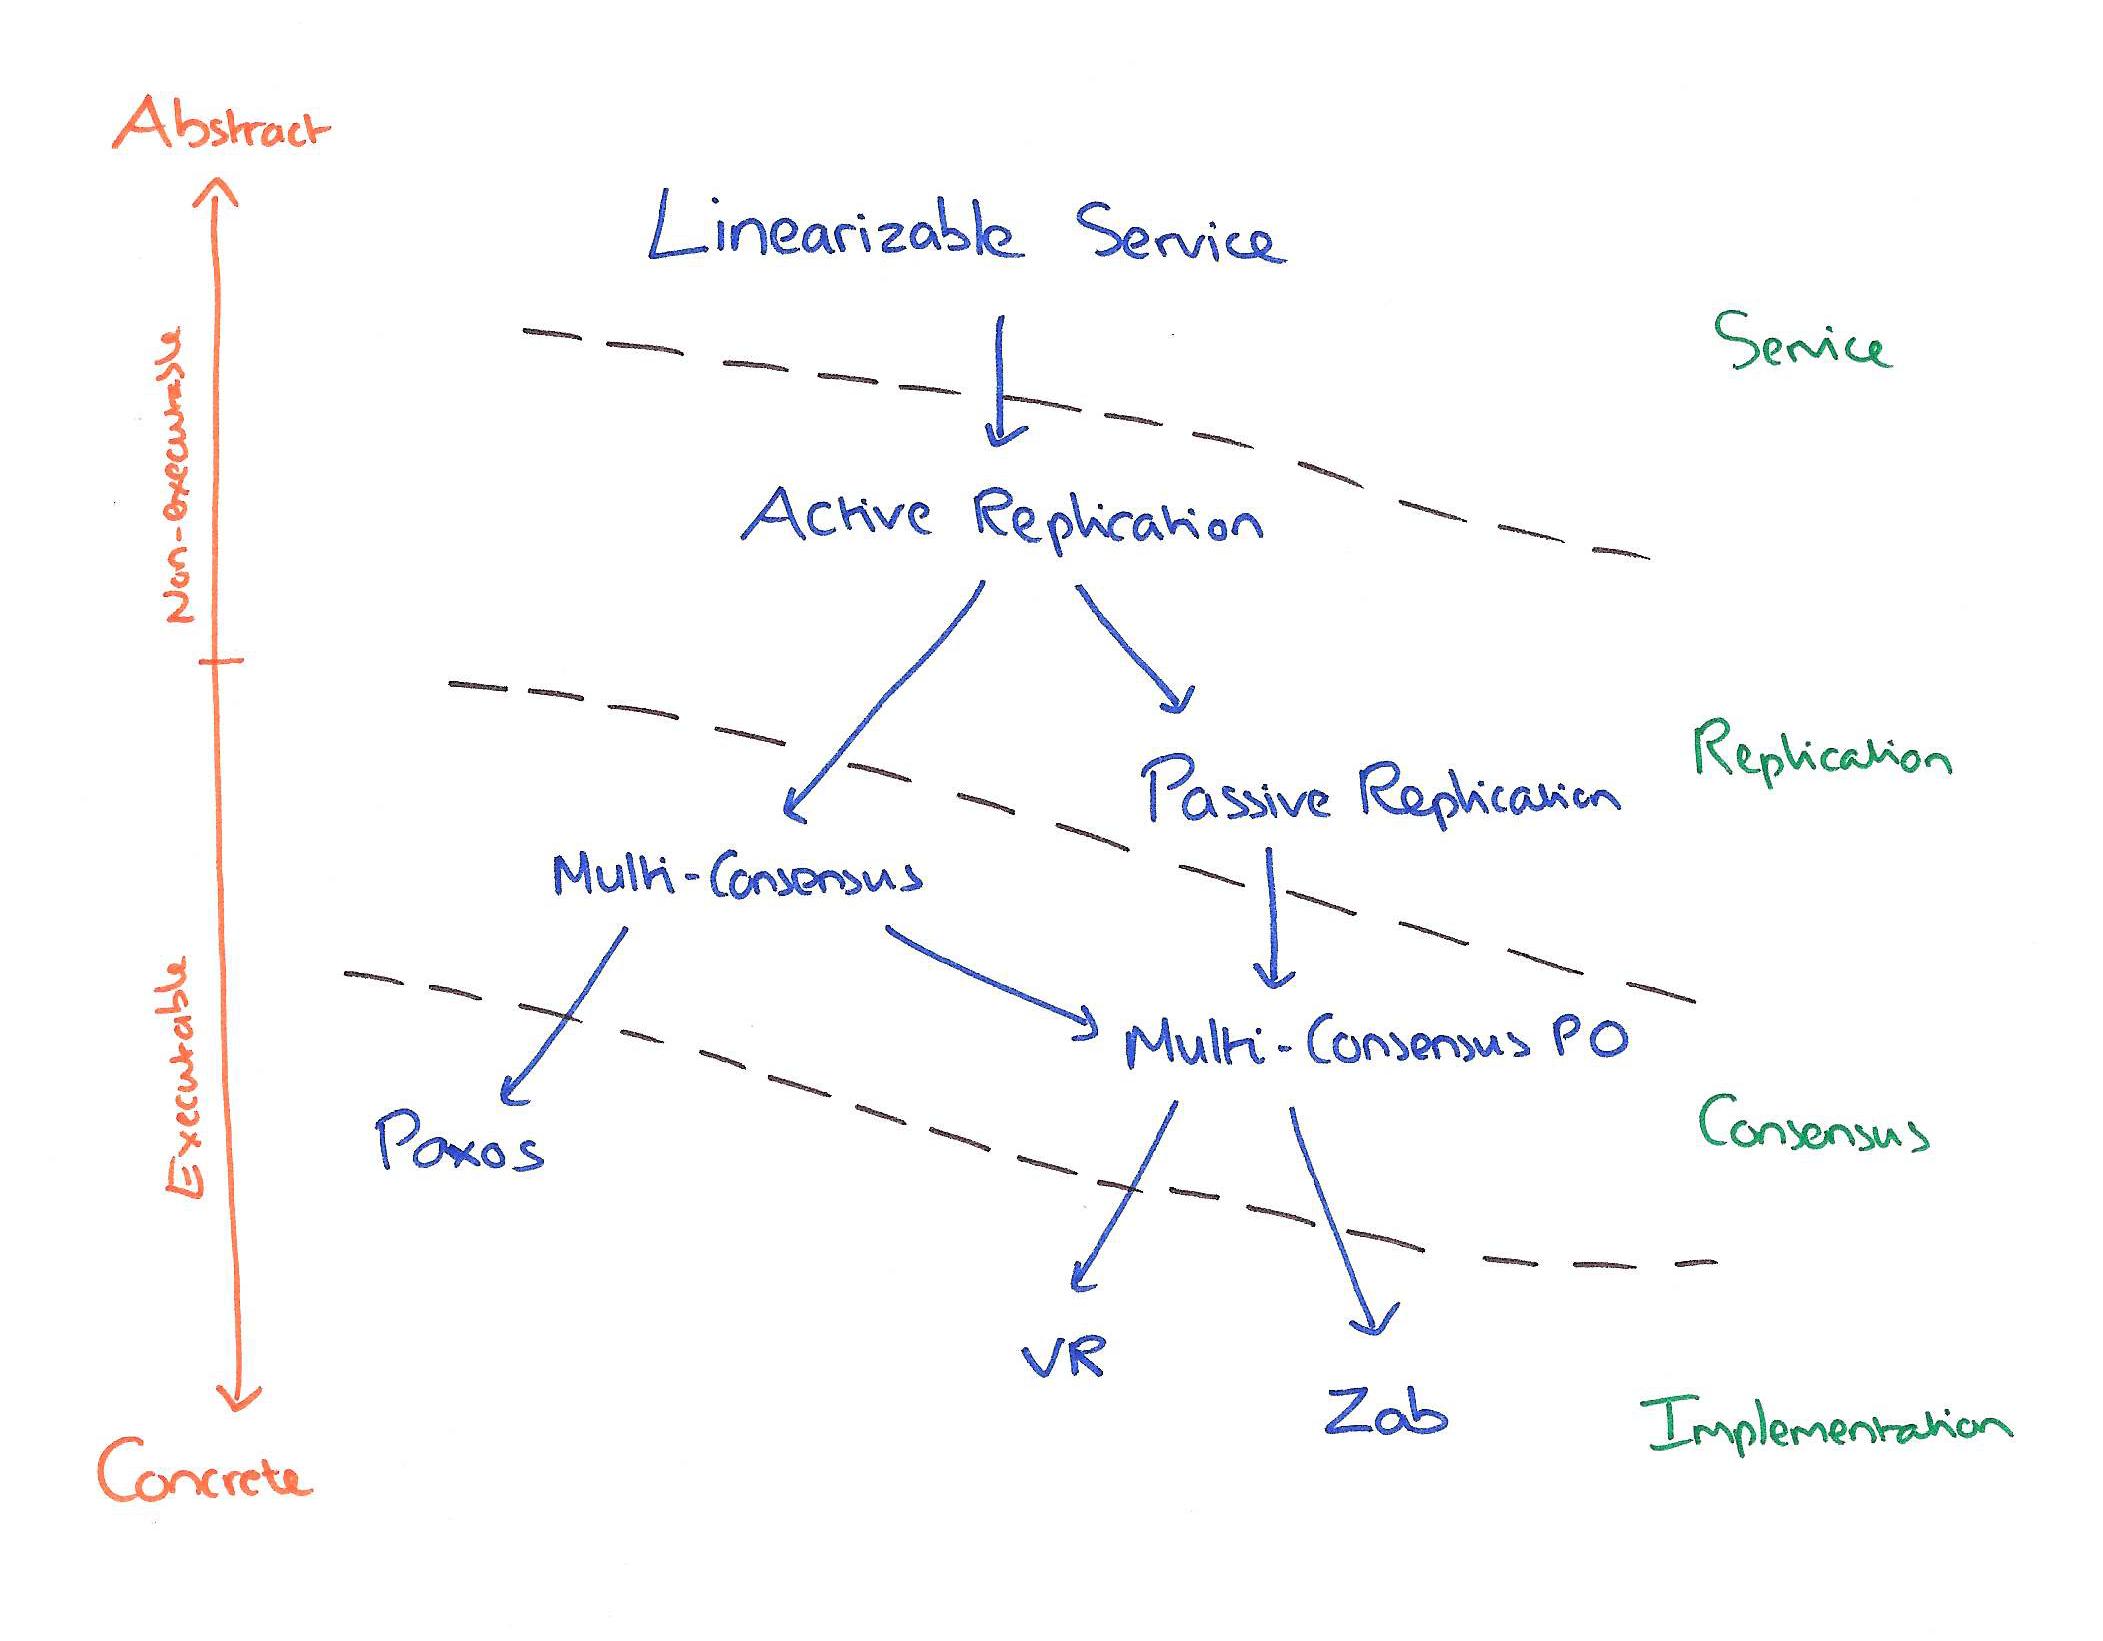 Abstract
Linearizable Service
Service
Non-executable
Active Replication
Replication
Passive Replication
Multi-Consensus
Executable
Multi-Consensus PO
Consensus
Paxos
VR
Zab
Implementation
Concrete